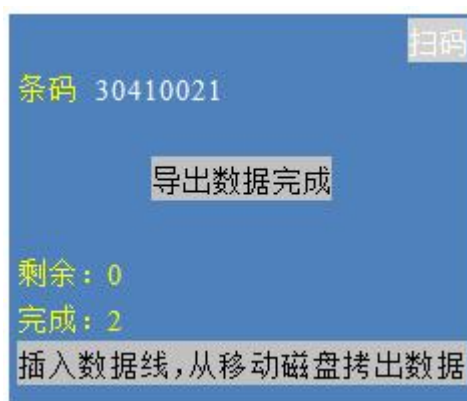 扫码
条码 30410021
导出数据完成
剩余：0
完成：2
插入数据线，从移动磁盘拷出数据